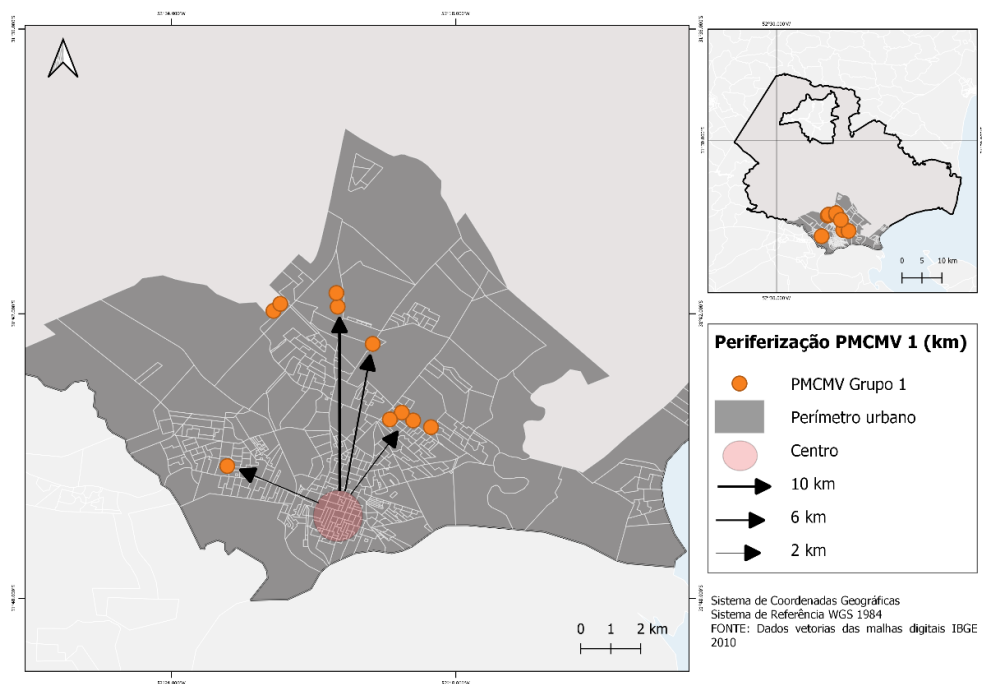 0 5 10 km
Periferização PMCMV 1 (km)
PMCMV Grupo 1
Perímetro urbano
Centro
10 km
6 km
2 km
Sistema de Coordenadas Geográficas
Sistema de Referência WGS 1984
FONTE: Dados vetorias das malhas digitais IBGE
2010
0 1 2 km